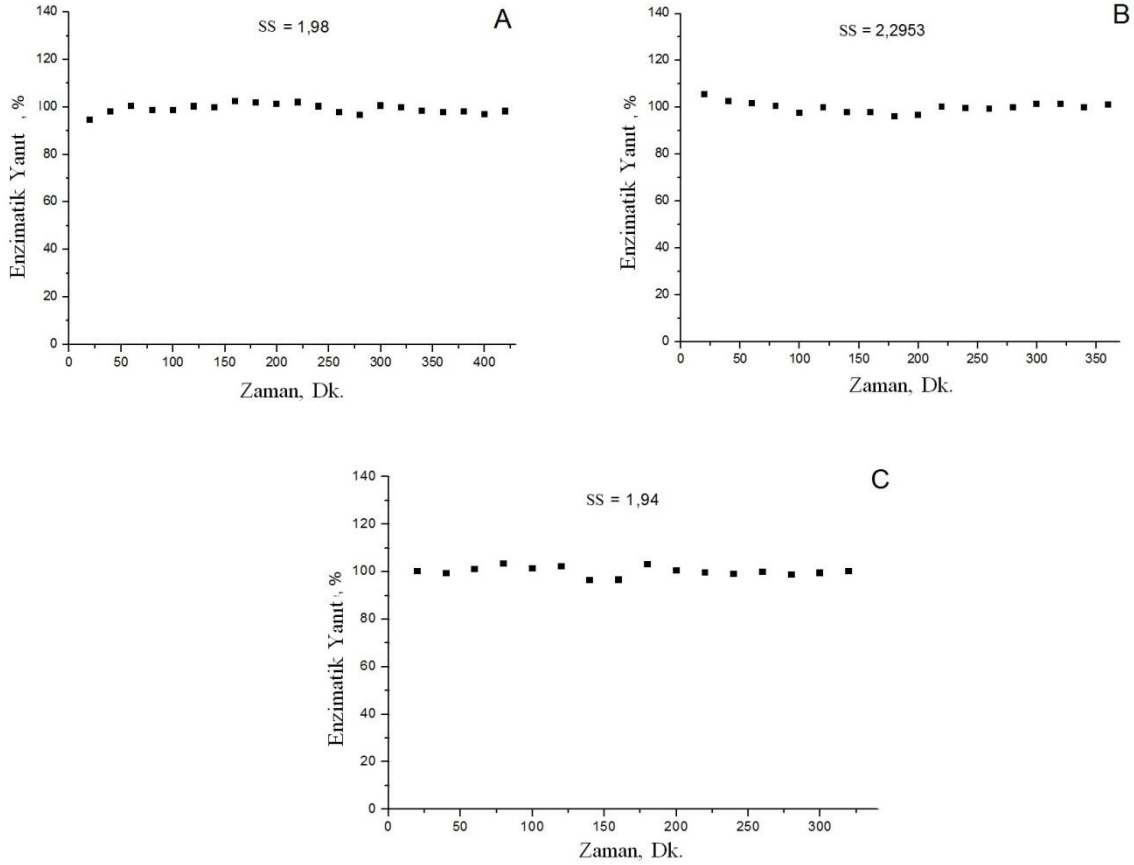 A
SS = 1,98
Enzimatik Yanıt , %
140
120
100
80
60
40
20
0
0 50 100 150 200 250 300 350 400
Zaman, Dk.
B
SS = 2,2953
Enzimatik Yanıt , %
140
120
100
80
60
40
20
0
0 50 100 150 200 250 300 350
Zaman, Dk.
C
SS = 1,94
Enzimatik Yanıt, %
140
120
100
80
60
40
20
0
0 50 100 150 200 250 300
Zaman, Dk.